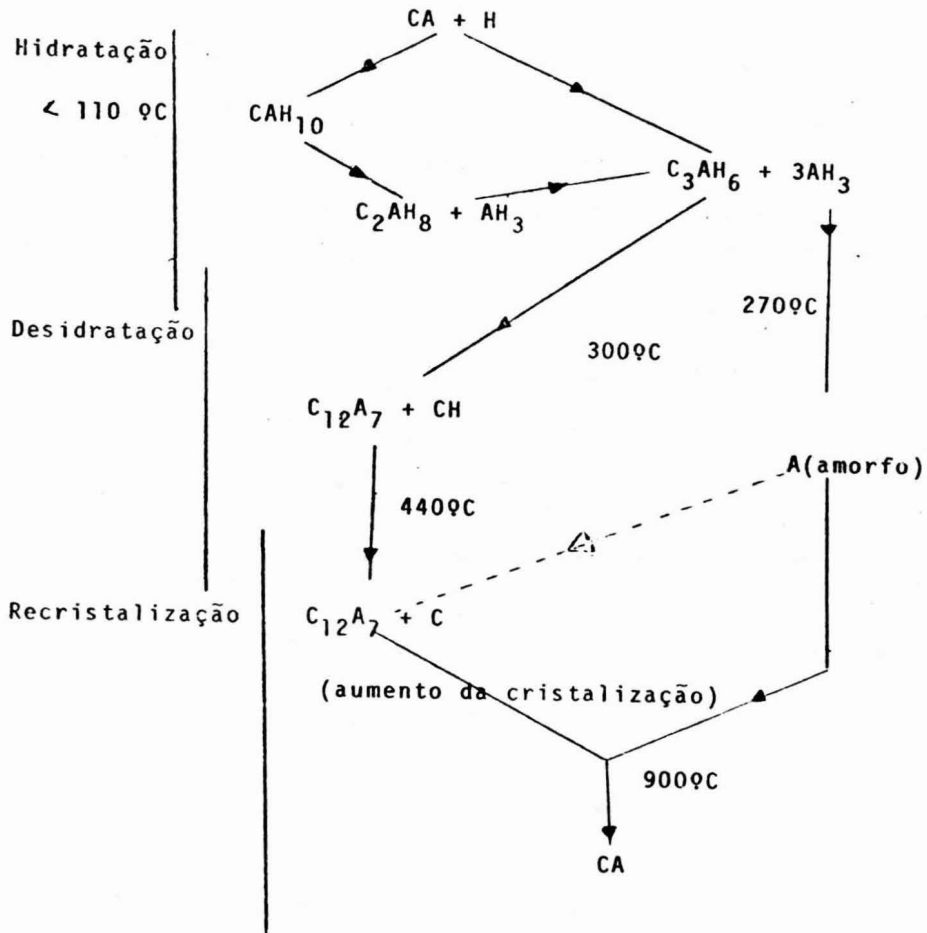 CA + H
Hidratação
< 110 ºC
CAH10
C3AH6 + 3AH3
C2AH8 + AH3
270ºC
Desidratação
300ºC
C12A7 + CH
A(amorfo)
440ºC
Recristalização
C12A7 + C
(aumento da cristalização)
900ºC
CA